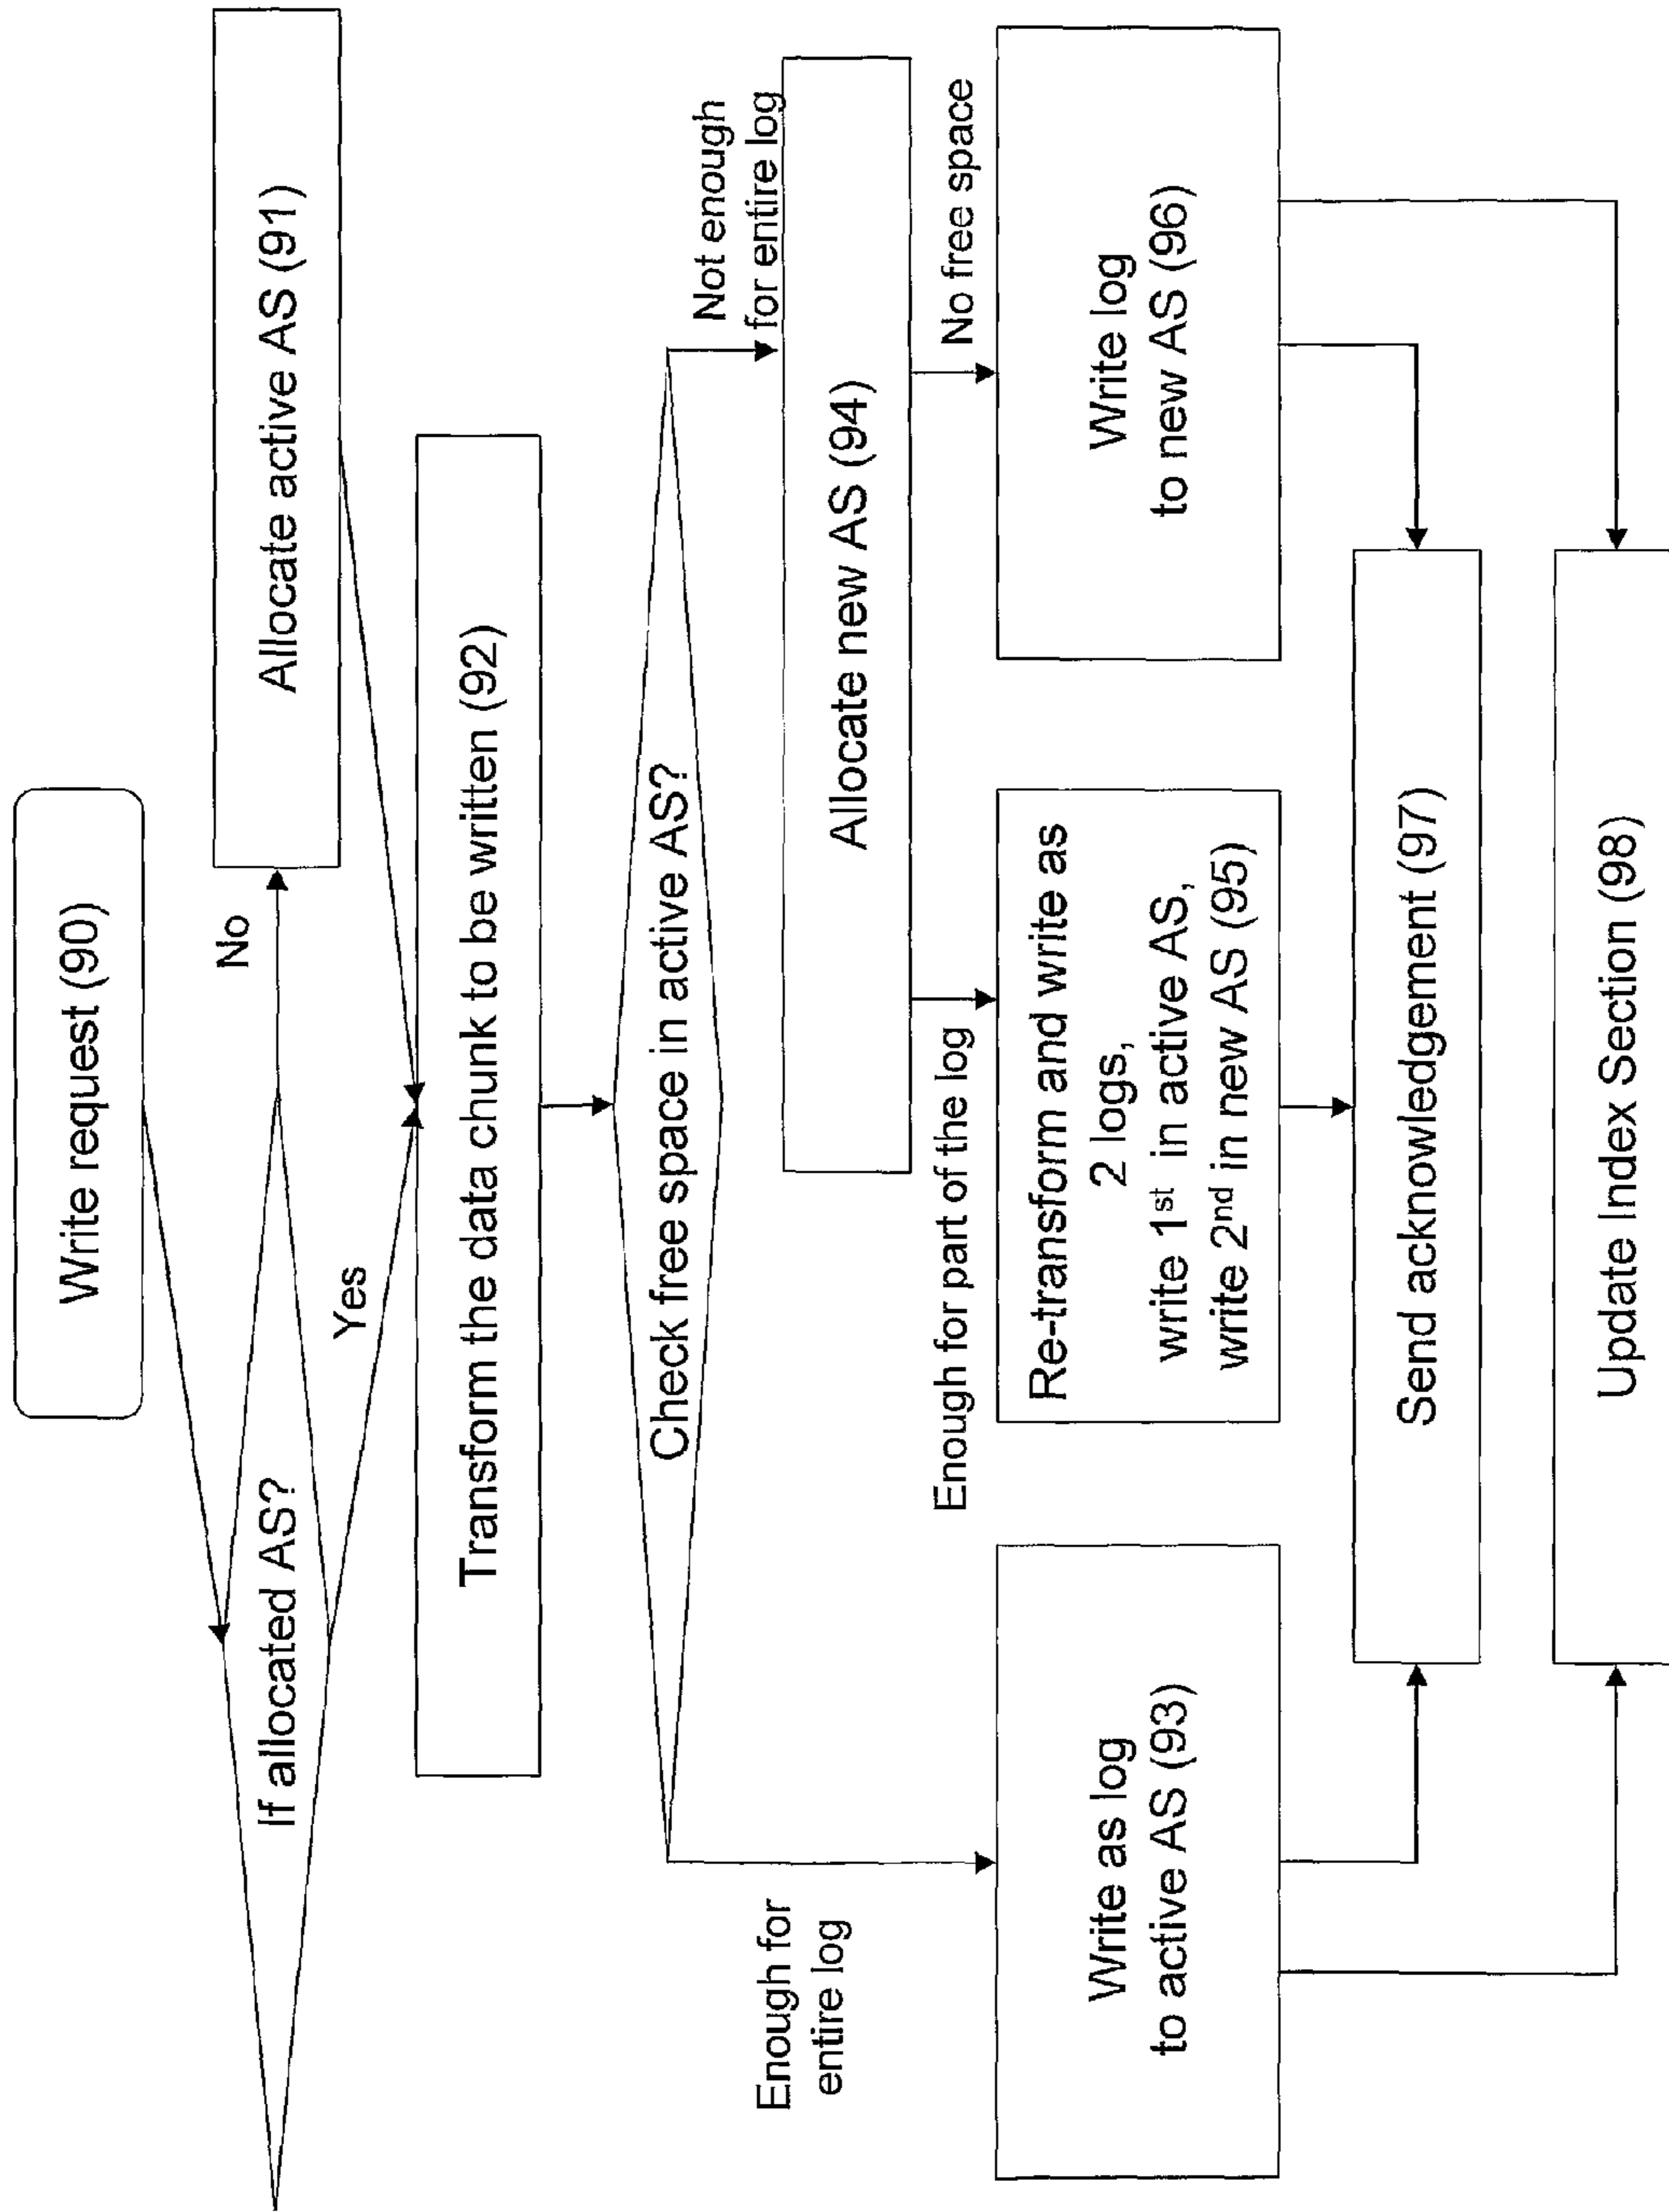 Write request (90)
If allocated AS?
No
Allocate active AS (91)
Yes
Transform the data chunk to be written (92)
Check free space in active AS?
Enough for
entire log
Not enough
for entire log
Allocate new AS (94)
Enough for part of the log
No free space
Write as log
to active AS (93)
Re-transform and write as
2 logs,
write 1st in active AS,
write 2nd in new AS (95)
Write log
to new AS (96)
Send acknowledgement (97)
Update Index Section (98)